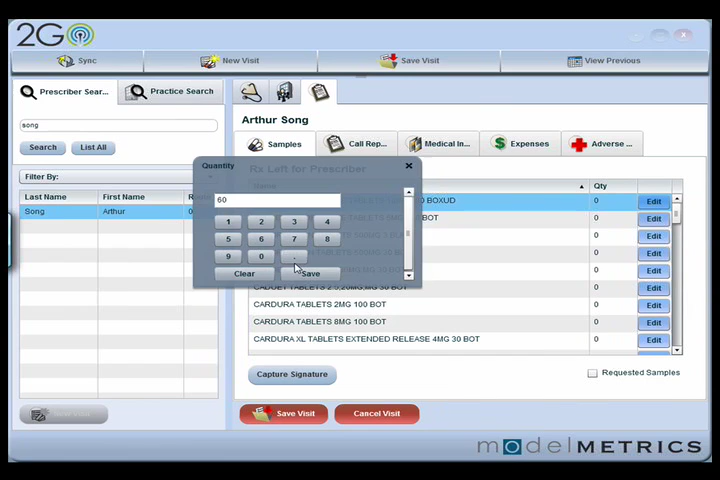 2GO
Sync
New Visit
Save Visit
View Previous
Prescriber Sear...
Practice Search
song
Search
List All
Filter By:
Last Name
First Name
Song
Arthur
0
Arthur Song
Samples
Call Rep...
Medical In...
Expenses
Adverse ...
Quantity
Rx Left for Prescriber
60
1
2
3
4
5
6
7
8
9
0
.
Clear
Save
Qty
BOXUD
0
Edit
BOT
0
Edit
0
Edit
0
Edit
0
Edit
CADUET TABLETS 2.5;20MG;MG 30 BOT
0
Edit
CARDURA TABLETS 2MG 100 BOT
0
Edit
CARDURA TABLETS 8MG 100 BOT
0
Edit
CARDURA XL TABLETS EXTENDED RELEASE 4MG 30 BOT
0
Edit
Capture Signature
Requested Samples
Save Visit
Cancel Visit
modelMETRICS